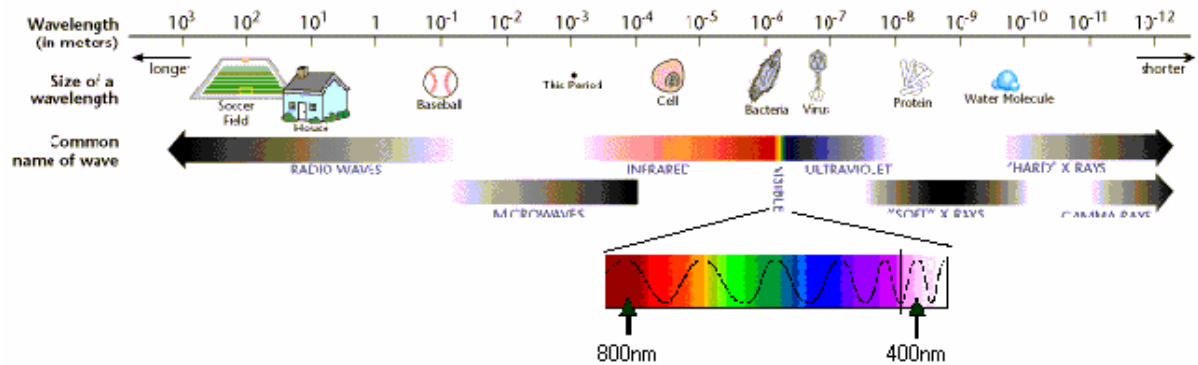 Wavelength 10³ 10² 10¹ 1 10⁻¹ 10⁻² 10⁻³ 10⁻⁴ 10⁻⁵ 10⁻⁶ 10⁻⁷ 10⁻⁸ 10⁻⁹ 10⁻¹⁰ 10⁻¹¹ 10⁻¹²
(in meters)
longer shorter
Size of a
wavelength
Soccer
Field
House
Baseball
This Period
Cell
Bacteria
Virus
Protein
Water Molecule
Common
name of wave
RADIO WAVES INFRARED VISIBLE ULTRAVIOLET "HARD" X RAYS
MICROWAVES "SOFT" X RAYS GAMMA RAYS
800nm 400nm